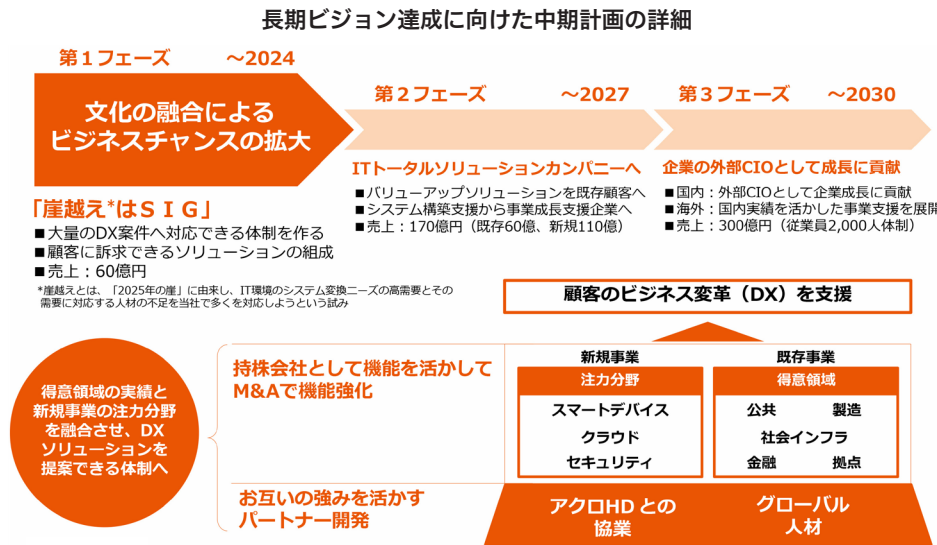 長期ビジョン達成に向けた中期計画の詳細
第1フェーズ　～2024
文化の融合による
ビジネスチャンスの拡大
「崖越え*はSIG」
■大量のDX案件へ対応できる体制を作る
■顧客に訴求できるソリューションの組成
■売上：60億円
*崖越えとは、「2025年の崖」に由来し、IT環境のシステム変換ニーズの高需要とその
需要に対応する人材の不足を当社で多くを対応しようという試み
第2フェーズ　～2027
ITトータルソリューションカンパニーへ
■バリューアップソリューションを既存顧客へ
■システム構築支援から事業成長支援企業へ
■売上：170億円（既存60億、新規110億）
第3フェーズ　～2030
企業の外部CIOとして成長に貢献
■国内：外部CIOとして企業成長に貢献
■海外：国内実績を活かした事業支援を展開
■売上：300億円（従業員2,000人体制）
顧客のビジネス変革（DX）を支援
得意領域の実績と
新規事業の注力分野
を融合させ、DX
ソリューションを
提案できる体制へ
持株会社として機能を活かして
M&Aで機能強化
新規事業
注力分野
スマートデバイス
クラウド
セキュリティ
既存事業
得意領域
公共　製造
社会インフラ
金融　拠点
お互いの強みを活かす
パートナー開発
アクロHDとの
協業
グローバル
人材